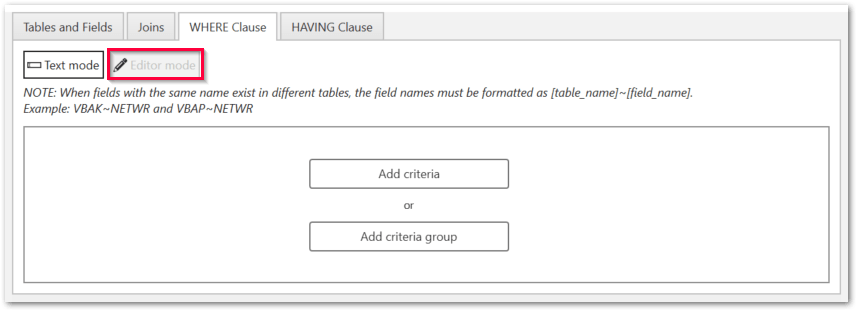 Tables and Fields Joins WHERE Clause HAVING Clause
Text mode Editor mode
NOTE: When fields with the same name exist in different tables, the field names must be formatted as [table_name]~[field_name].
Example: VBAK~NETWR and VBAP~NETWR
Add criteria
or
Add criteria group